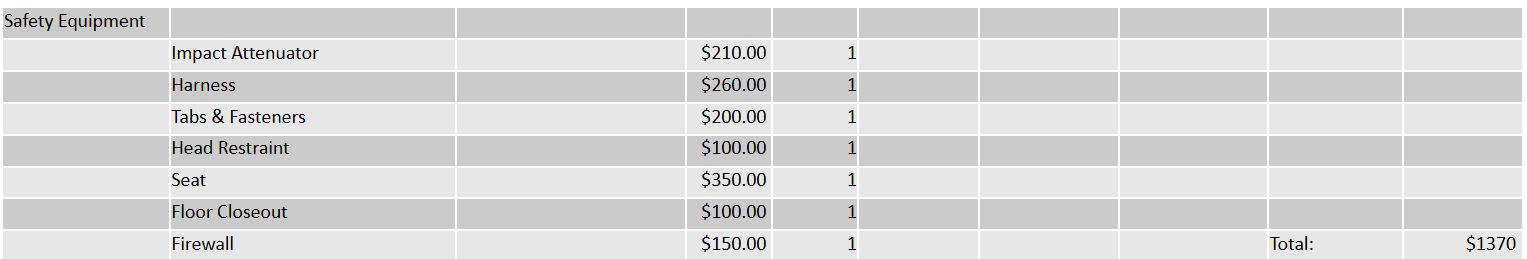 Safety Equipment
Impact Attenuator $210.00 1
Harness $260.00 1
Tabs & Fasteners $200.00 1
Head Restraint $100.00 1
Seat $350.00 1
Floor Closeout $100.00 1
Firewall $150.00 1 Total: $1370